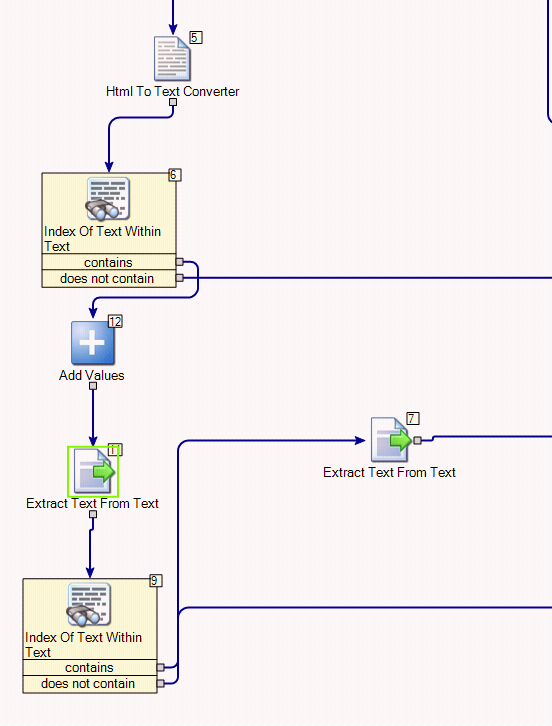 5
Html To Text Converter
6
Index Of Text Within
Text
contains
does not contain
12
Add Values
7
Extract Text From Text
11
Extract Text From Text
9
Index Of Text Within
Text
contains
does not contain